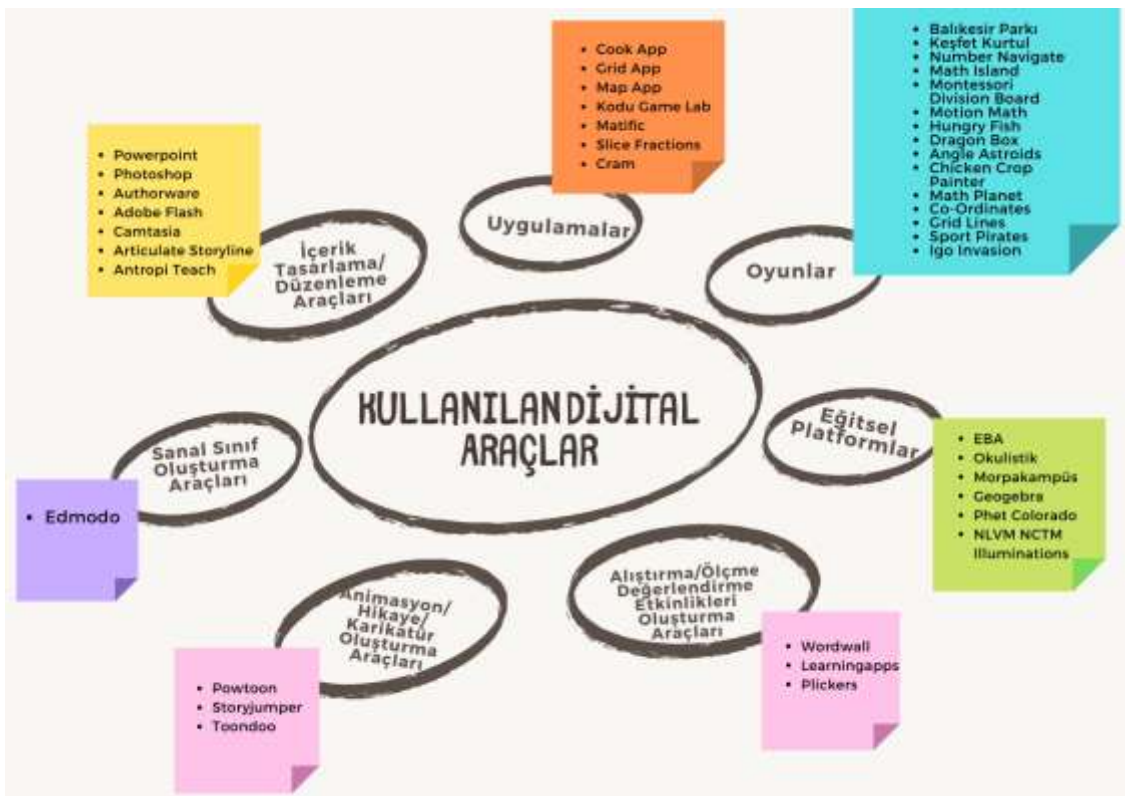 KULLANILAN DİJİTAL
ARAÇLAR
İçerik
Tasarlama/
Düzenleme
Araçları
Powerpoint
Photoshop
Authorware
Adobe Flash
Camtasia
Articulate Storyline
Antropi Teach
Uygulamalar
Cook App
Grid App
Map App
Kodu Game Lab
Matific
Slice Fractions
Cram
Oyunlar
Balıkesir Parkı
Keşfet Kurtul
Number Navigate
Math Island
Montessori
Division Board
Motion Math
Hungry Fish
Dragon Box
Angle Astroids
Chicken Crop
Painter
Math Planet
Co-Ordinates
Grid Lines
Sport Pirates
Igo Invasion
Eğitsel
Platformlar
EBA
Okulistik
Morpakampüs
Geogebra
Phet Colorado
NLVM NCTM
Illuminations
Alıştırma/Ölçme
Değerlendirme
Etkinlikleri
Oluşturma
Araçları
Wordwall
Learningapps
Plickers
Animasyon/
Hikaye/
Karikatür
Oluşturma
Araçları
Powtoon
Storyjumper
Toondoo
Sanal Sınıf
Oluşturma
Araçları
Edmodo